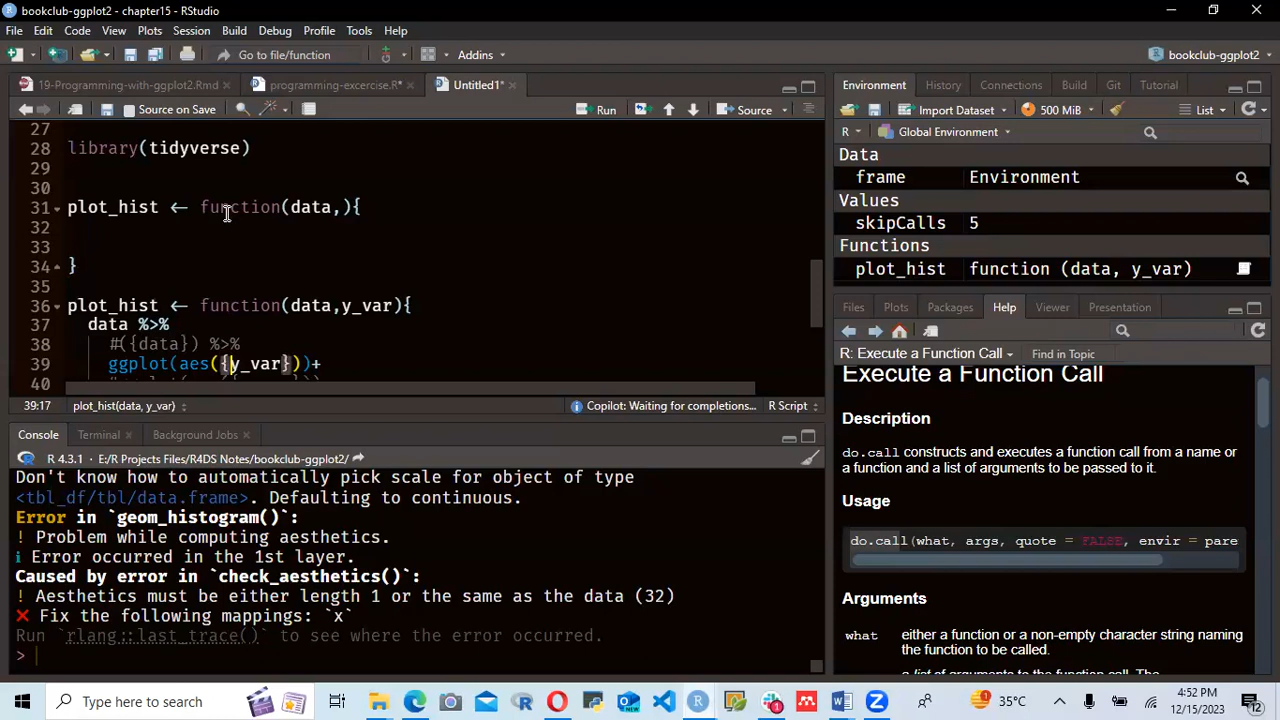 bookclub-ggplot2 - chapter15 - RStudio
File Edit Code View Plots Session Build Debug Profile Tools Help
Go to file/function
Addins
bookclub-ggplot2
19-Programming-with-ggplot2.Rmd
programming-excercise.R*
Untitled1*
Source on Save
Run
Source
27
28 library(tidyverse)
29
30
31 plot_hist ← function(data,){
32
33
34 }
35
36 plot_hist ← function(data,y_var){
37 data %>%
38 #({data}) %>%
39 ggplot(aes({y_var}))+
40
39:17 plot_hist(data, y_var)
Copilot: Waiting for completions...
R Script
Console Terminal Background Jobs
R 4.3.1 · E:/R Projects/R4DS Notes/bookclub-ggplot2/
Don't know how to automatically pick scale for object of type
<tbl_df/tbl/data.frame>. Defaulting to continuous.
Error in `geom_histogram()`:
! Problem while computing aesthetics.
ℹ Error occurred in the 1st layer.
Caused by error in `check_aesthetics()`:
! Aesthetics must be either length 1 or the same as the data (32)
✖ Fix the following mappings: `x`
Run `rlang::last_trace()` to see where the error occurred.
>
Environment History Connections Build Git Tutorial
Import Dataset
500 MiB
List
R
Global Environment
Data
frame Environment
Values
skipCalls 5
Functions
plot_hist function (data, y_var)
Files Plots Packages Help Viewer Presentation
R: Execute a Function Call
Find in Topic
Execute a Function Call
Description
do.call constructs and executes a function call from a name or
a function and a list of arguments to be passed to it.
Usage
do.call(what, args, quote = FALSE, envir = pare
Arguments
what either a function or a non-empty character string naming
the function to be called.
a list of arguments to the function call. The
Type here to search
35°C
4:52 PM
12/15/2023
12